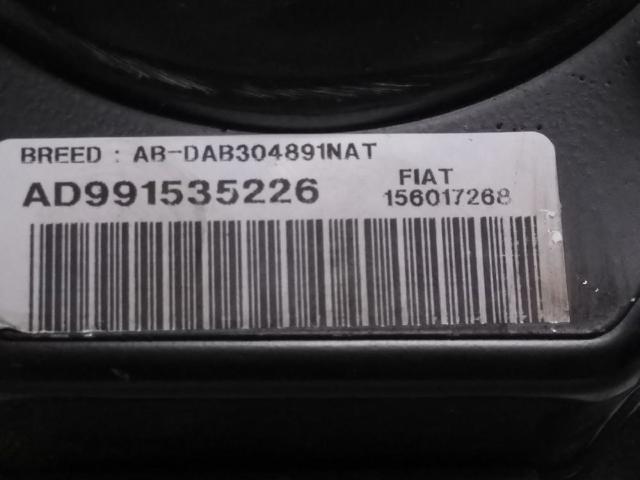 BREED : AB-DAB304891NAT
AD991535226
FIAT
156017268